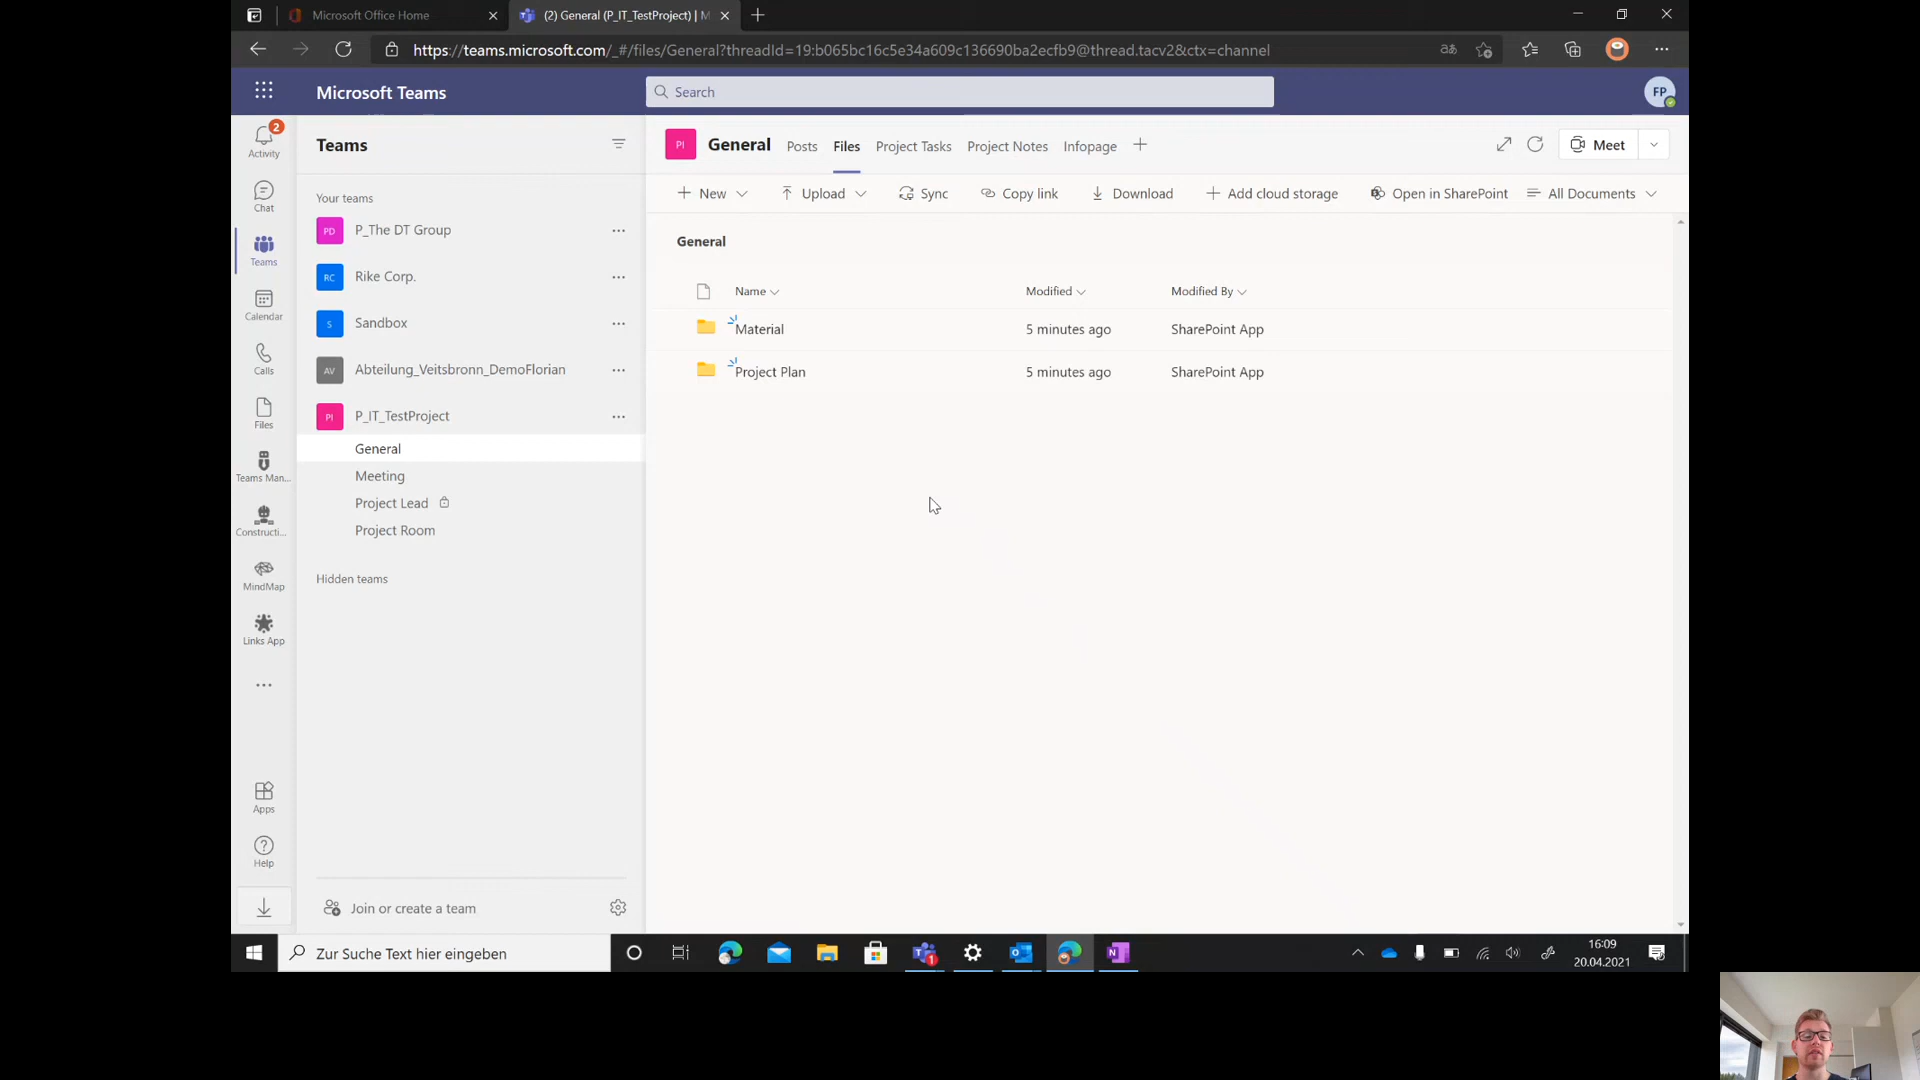 Microsoft Office Home
(2) General (P_IT_TestProject) | M
https://teams.microsoft.com/_#/files/General?threadId=19:b065bc16c5e34a609c136690ba2ecfb9@thread.tacv2&ctx=channel
aあ
Microsoft Teams
Search
FP
2
Activity
Chat
Teams
Calendar
Calls
Files
Teams Man...
Constructi...
MindMap
Links App
Apps
Help
Teams
Your teams
PD P_The DT Group
RC Rike Corp.
S Sandbox
AV Abteilung_Veitsbronn_DemoFlorian
PI P_IT_TestProject
General
Meeting
Project Lead
Project Room
Hidden teams
Join or create a team
PI General Posts Files Project Tasks Project Notes Infopage
Meet
New Upload Sync Copy link Download Add cloud storage Open in SharePoint All Documents
General
Name Modified Modified By
Material 5 minutes ago SharePoint App
Project Plan 5 minutes ago SharePoint App
Zur Suche Text hier eingeben
1
16:09
20.04.2021